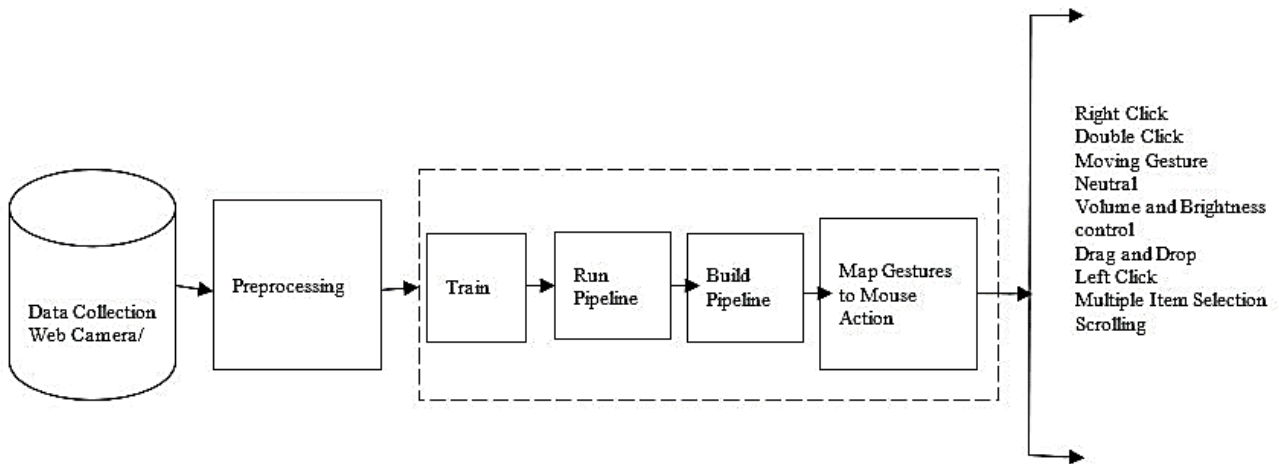 Data Collection
Web Camera/
Preprocessing
Train
Run
Pipeline
Build
Pipeline
Map Gestures
to Mouse
Action
Right Click
Double Click
Moving Gesture
Neutral
Volume and Brightness
control
Drag and Drop
Left Click
Multiple Item Selection
Scrolling